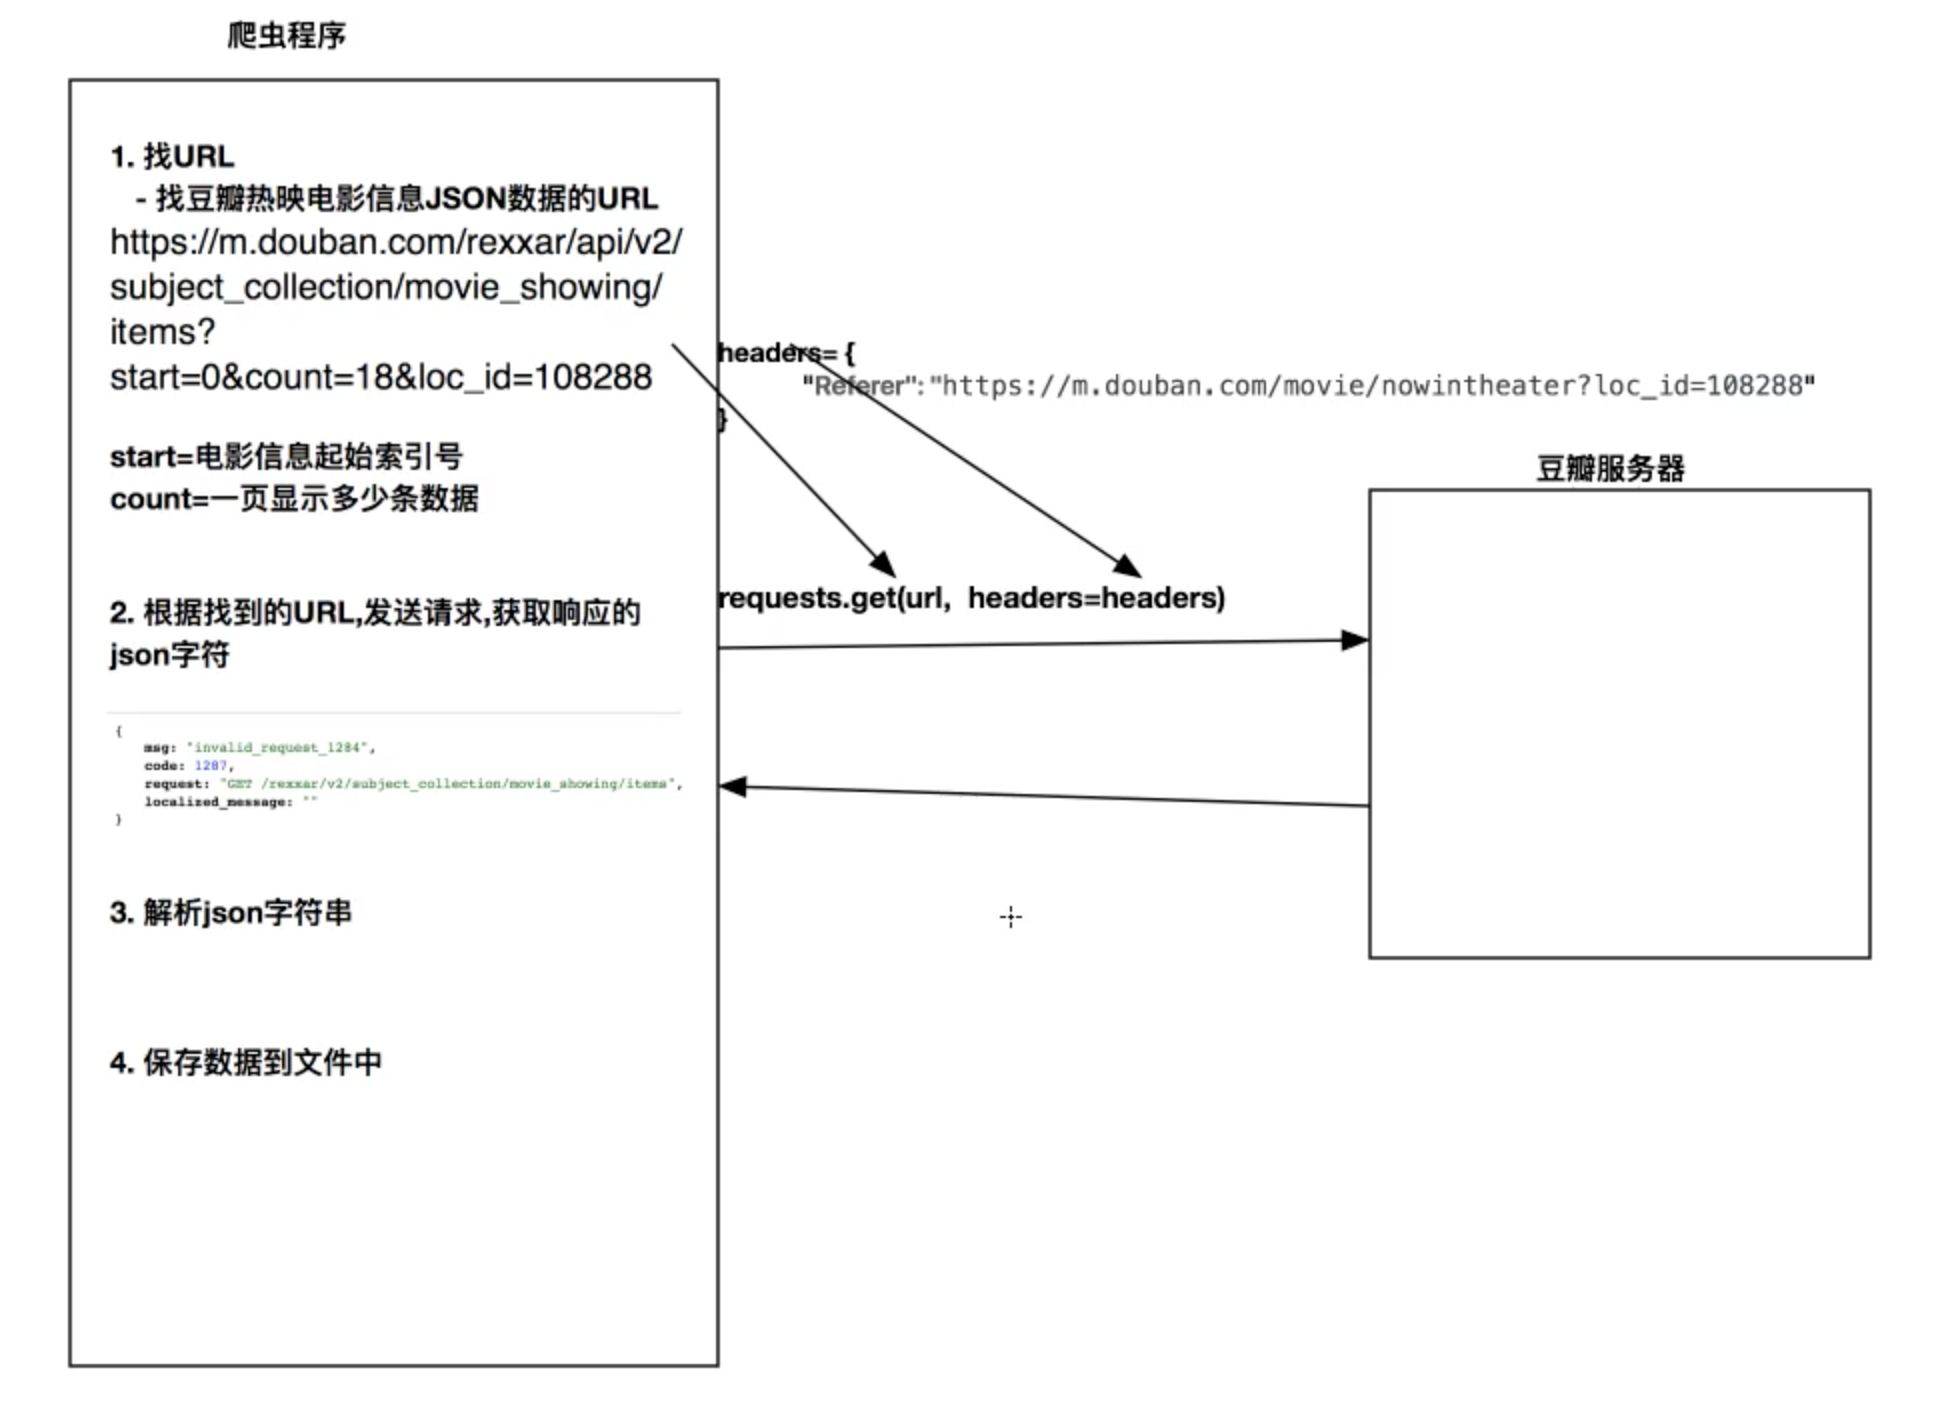 爬虫程序
1. 找URL
- 找豆瓣热映电影信息JSON数据的URL
https://m.douban.com/rexxar/api/v2/
subject_collection/movie_showing/
items?
start=0&count=18&loc_id=108288
start=电影信息起始索引号
count=一页显示多少条数据
2. 根据找到的URL,发送请求,获取响应的
json字符
{
msg: "invalid_request_1284",
code: 1287,
request: "GET /rexxar/v2/subject_collection/movie_showing/items",
localized_message: ""
}
3. 解析json字符串
4. 保存数据到文件中
headers= {
"Referer": "https://m.douban.com/movie/nowintheater?loc_id=108288"
}
requests.get(url, headers=headers)
豆瓣服务器